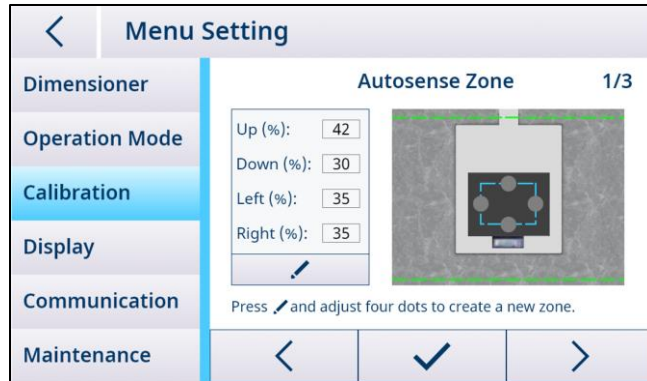 Menu Setting
Dimensioner
Operation Mode
Calibration
Display
Communication
Maintenance
Autosense Zone 1/3
Up (%): 42
Down (%): 30
Left (%): 35
Right (%): 35
Press and adjust four dots to create a new zone.